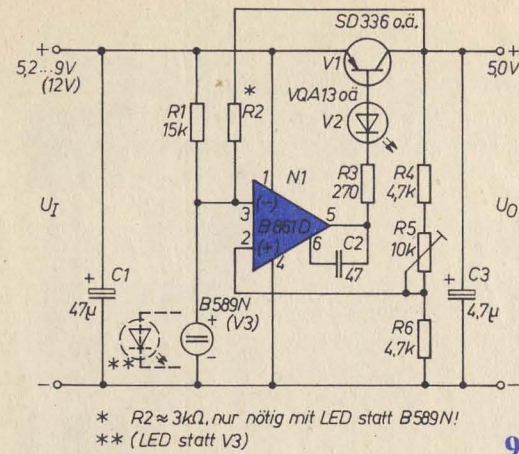 SD336 o.ä.
+
5,2...9V
(12V)
R1
15k
*
R2
V1
VQA13 oä
V2
+
5,0V
R3
270
R4
4,7k
1
N1
3
(-)
B861D
5
2
(+)
6
4
C2
47
R5
10k
U_I
U_O
+
C1
47µ
B589N
(V3)
+
-
**
R6
4,7k
+
C3
4,7µ
-
-
* R2 ≈ 3kΩ, nur nötig mit LED statt B589N!
** (LED statt V3)
9